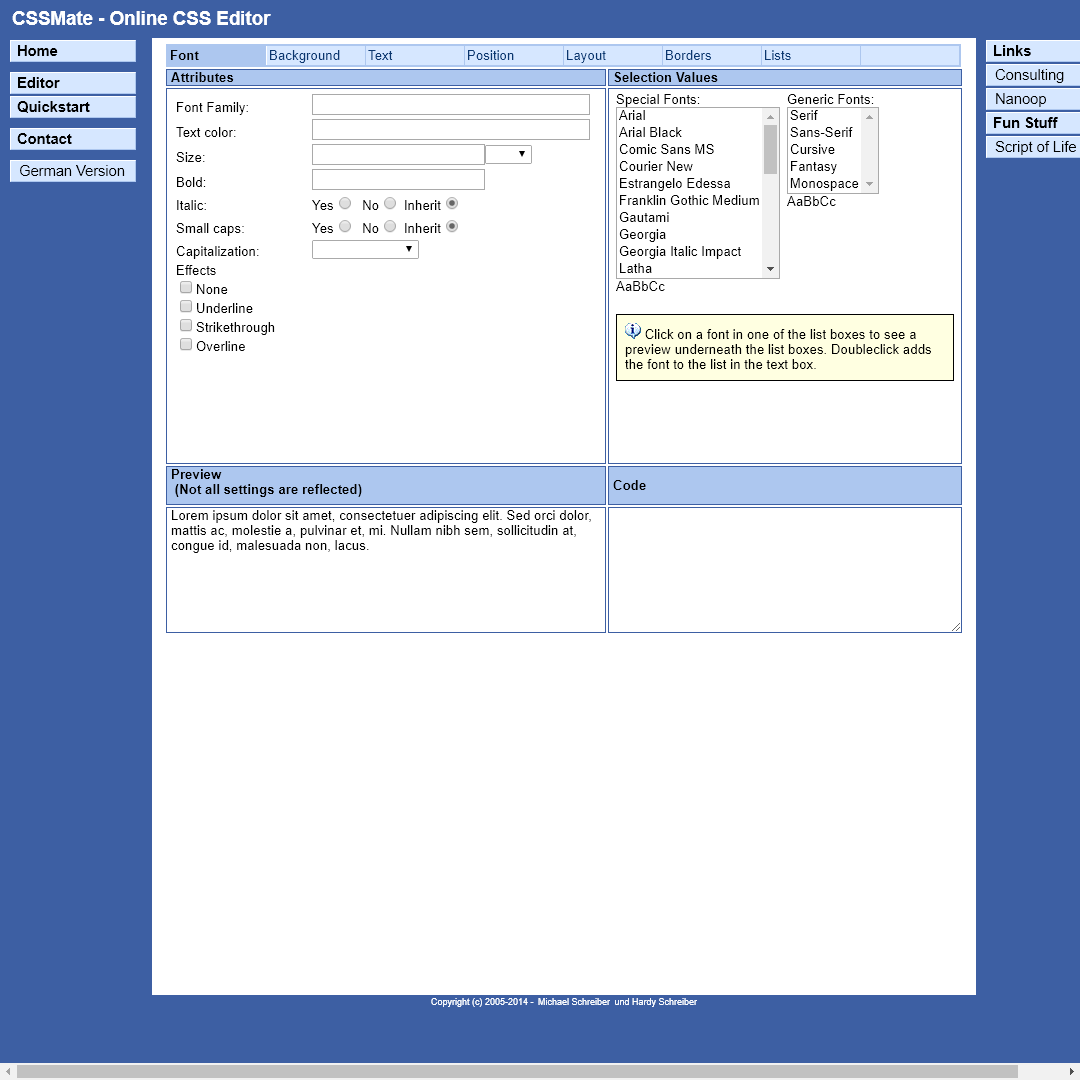 CSSMate - Online CSS Editor
Home
Editor
Quickstart
Contact
German Version
Font Background Text Position Layout Borders Lists
Attributes
Font Family:
Text color:
Size:
Bold:
Italic: Yes No Inherit
Small caps: Yes No Inherit
Capitalization:
Effects
None
Underline
Strikethrough
Overline
Selection Values
Special Fonts:
Arial
Arial Black
Comic Sans MS
Courier New
Estrangelo Edessa
Franklin Gothic Medium
Gautami
Georgia
Georgia Italic Impact
Latha
AaBbCc
Generic Fonts:
Serif
Sans-Serif
Cursive
Fantasy
Monospace
AaBbCc
Click on a font in one of the list boxes to see a
preview underneath the list boxes. Doubleclick adds
the font to the list in the text box.
Preview
(Not all settings are reflected)
Lorem ipsum dolor sit amet, consectetuer adipiscing elit. Sed orci dolor,
mattis ac, molestie a, pulvinar et, mi. Nullam nibh sem, sollicitudin at,
congue id, malesuada non, lacus.
Code
Links
Consulting
Nanoop
Fun Stuff
Script of Life
Copyright (c) 2005-2014 - Michael Schreiber und Hardy Schreiber